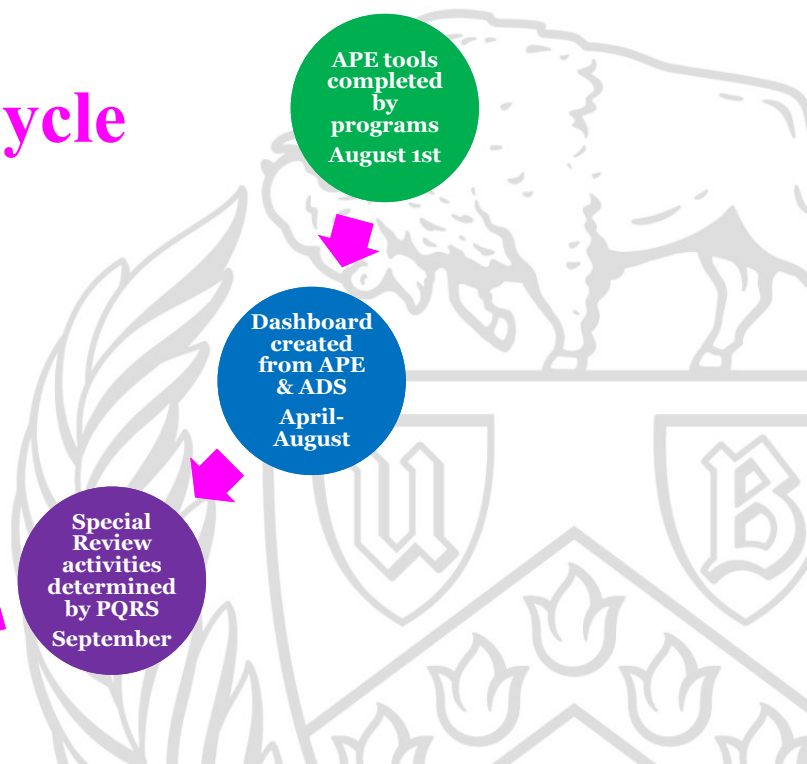 ycle
APE tools
completed
by
programs
August 1st
Dashboard
created
from APE
& ADS
April-
August
Special
Review
activities
determined
by PQRS
September
U
B